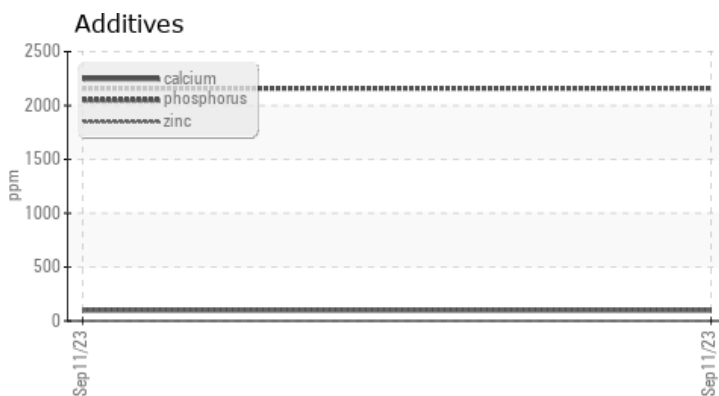 Additives
2500
2000
1500
1000
500
0
ppm
calcium
phosphorus
zinc
Sep11/23
Sep11/23